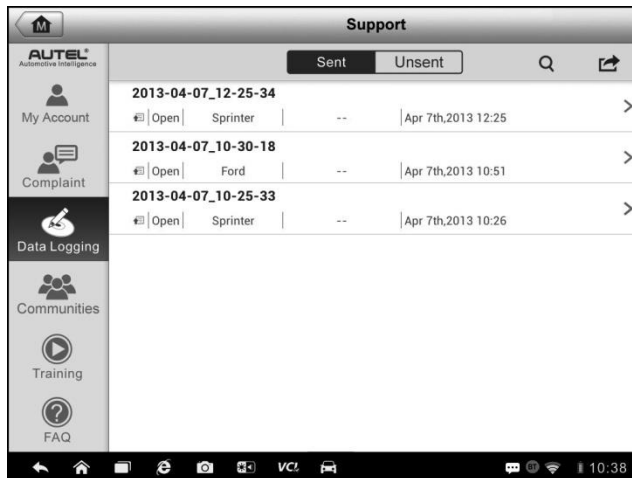 M
Support
AUTEL®
Automotive Intelligence
Sent
Unsent
My Account
Complaint
Data Logging
Communities
Training
FAQ
2013-04-07_12-25-34
Open Sprinter -- Apr 7th,2013 12:25
2013-04-07_10-30-18
Open Ford -- Apr 7th,2013 10:51
2013-04-07_10-25-33
Open Sprinter -- Apr 7th,2013 10:26
VCI
10:38